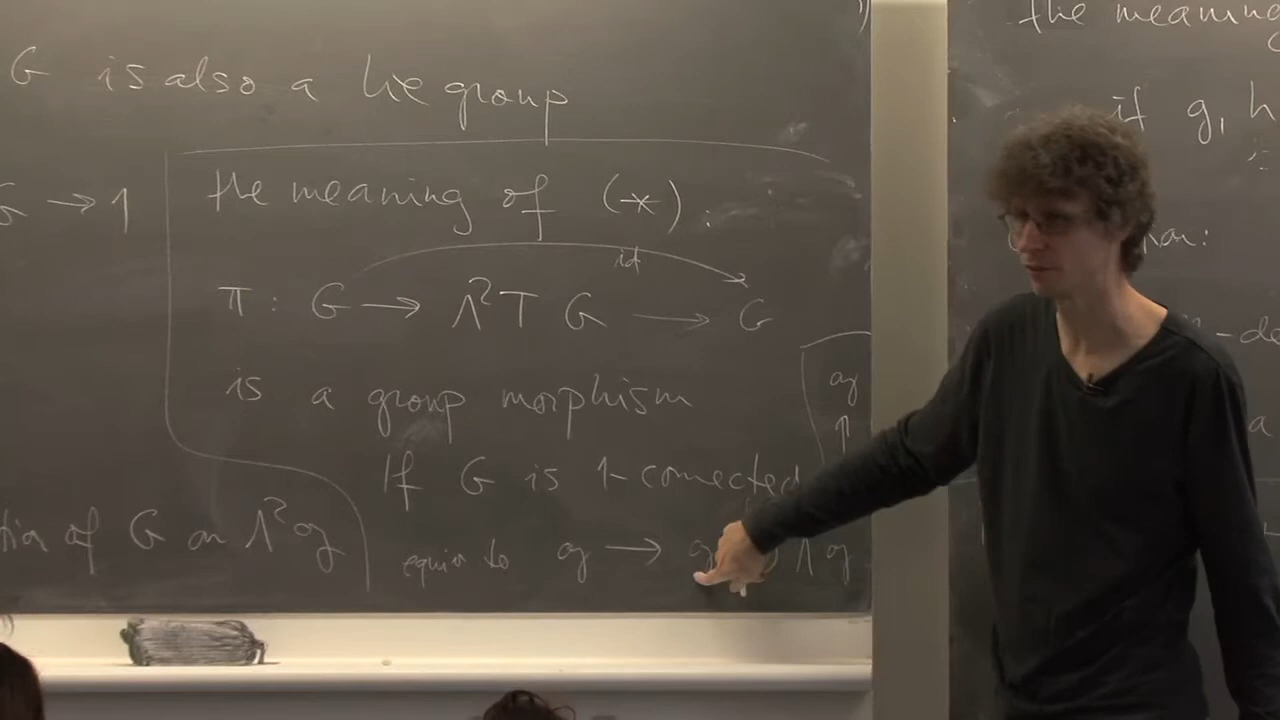 G is also a Lie group
G → 1
the meaning of (*) :
id
π : G → Λ²T G → G
is a group morphism
If G is 1-connected
of G on Λ²g
equiv to g → Λ g
g
↑
the meaning
if g, h